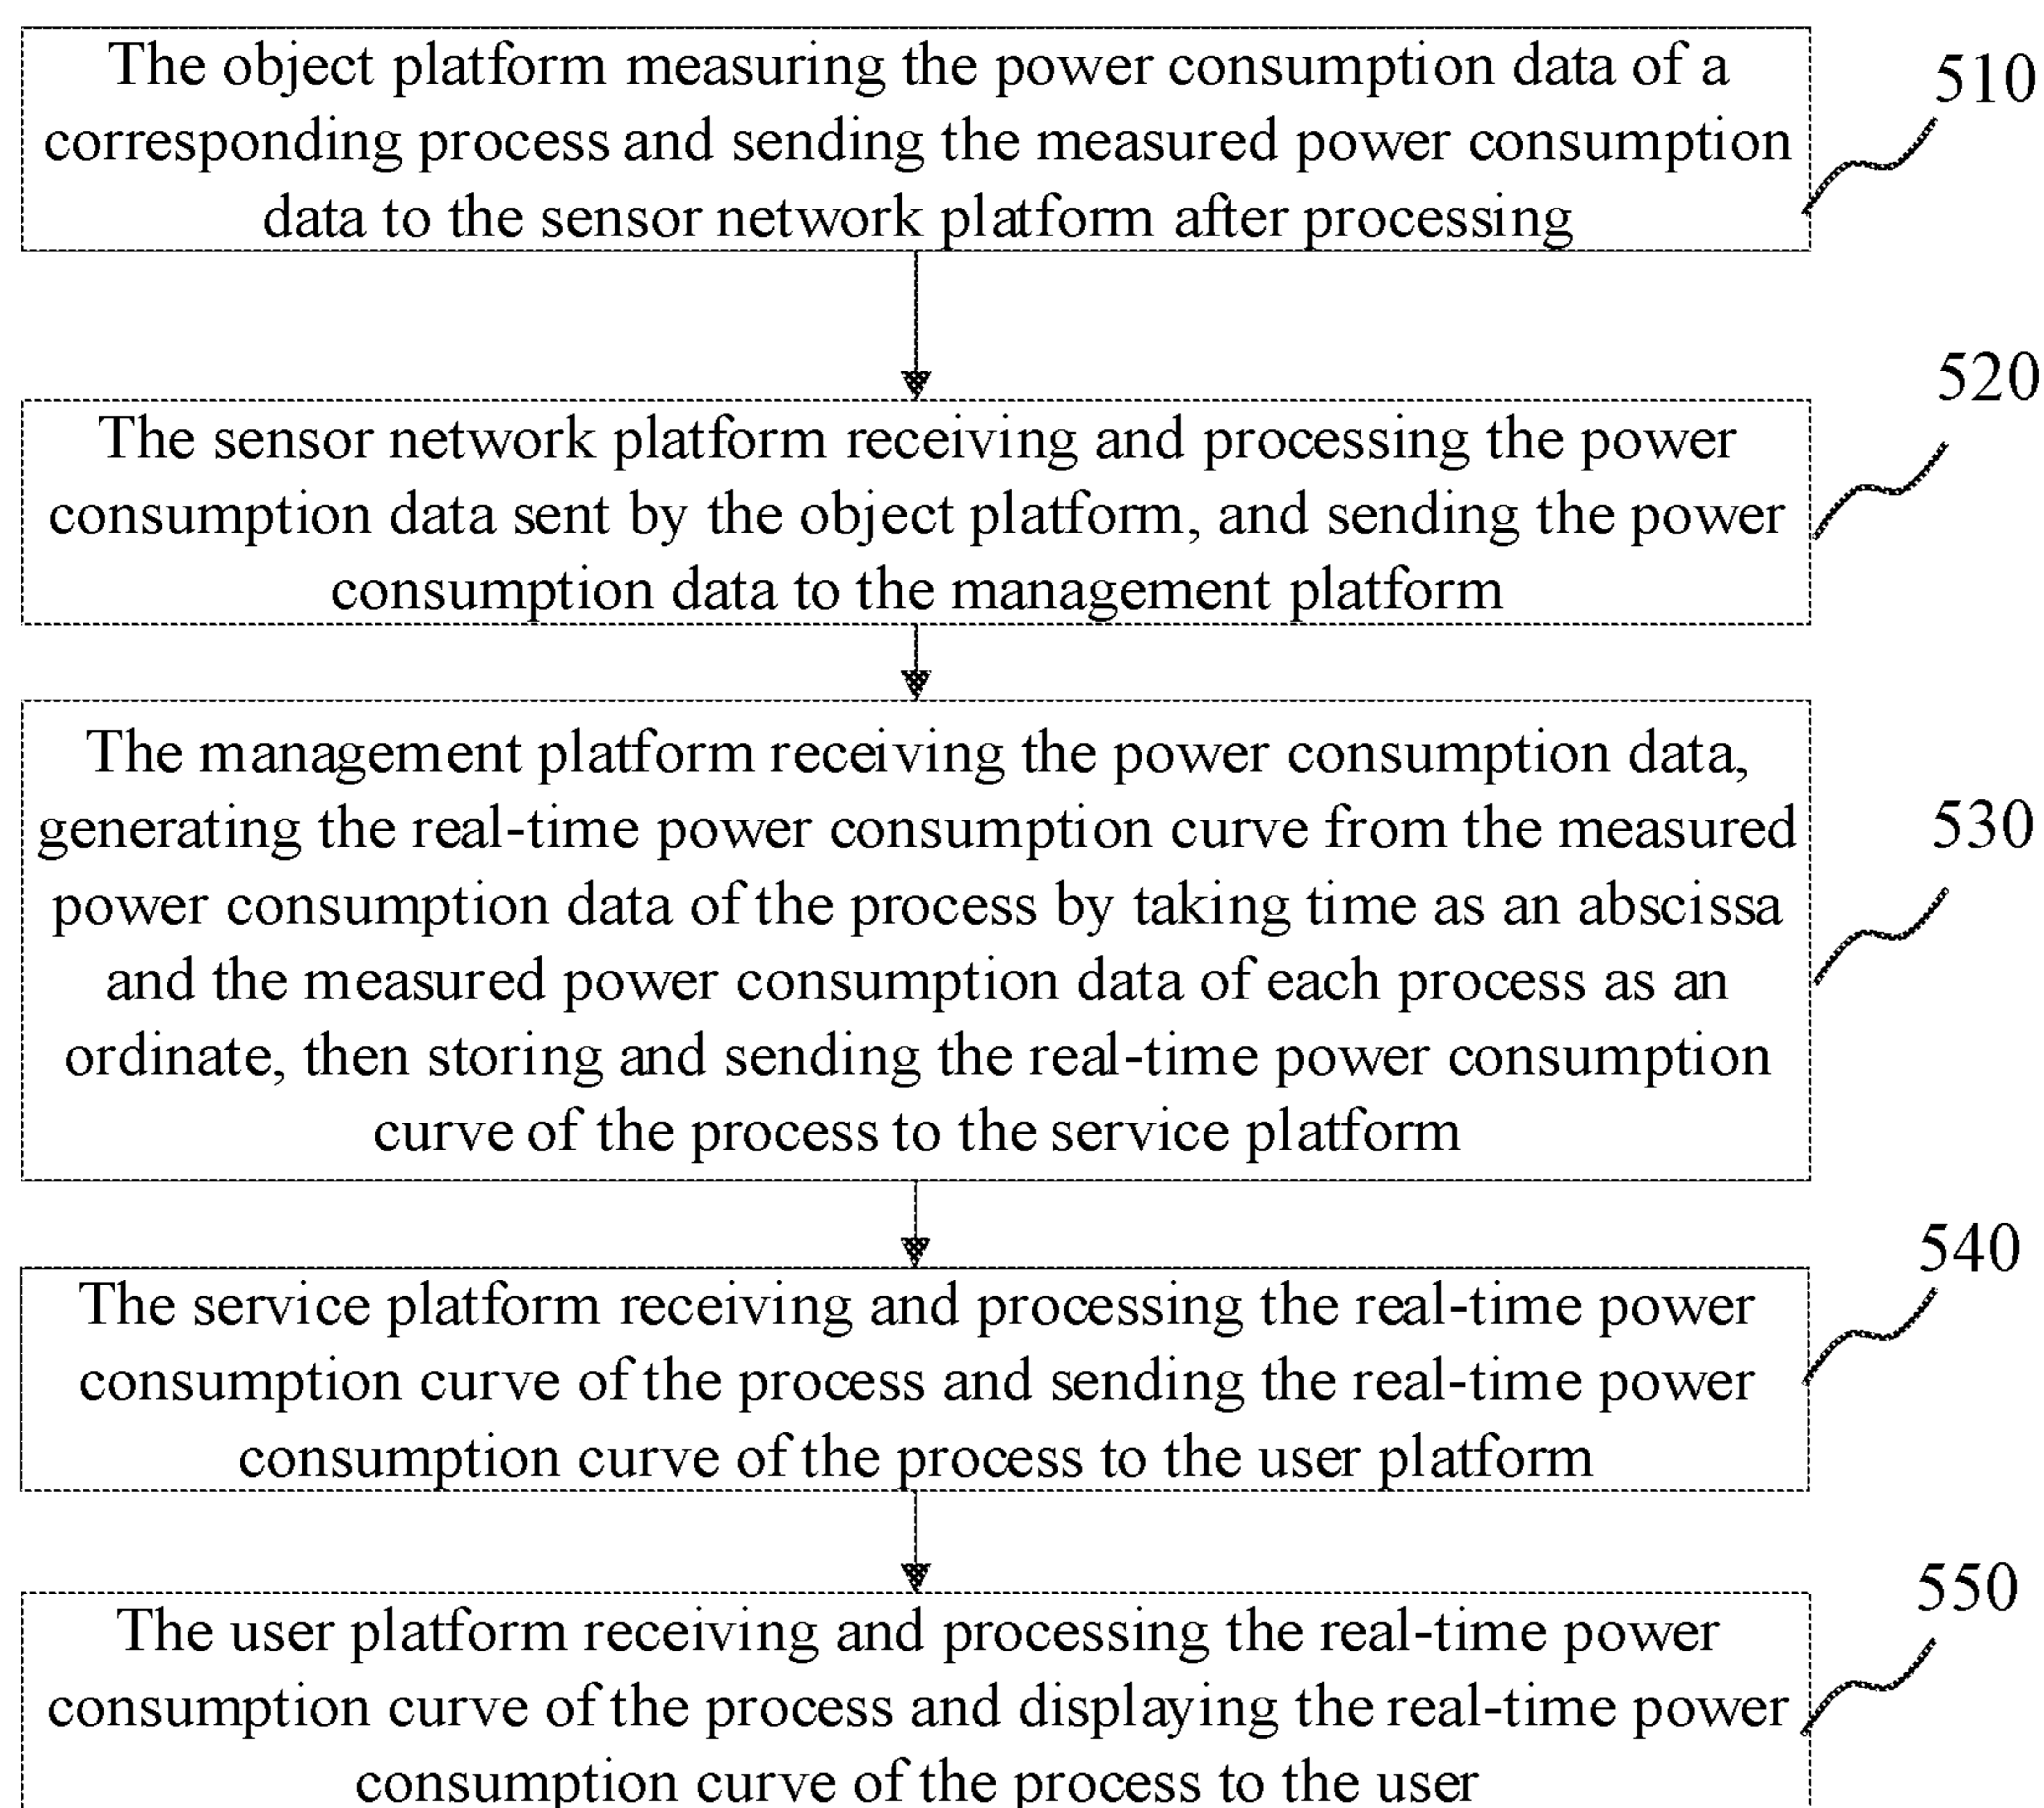 The object platform measuring the power consumption data of a
corresponding process and sending the measured power consumption
data to the sensor network platform after processing
510
The sensor network platform receiving and processing the power
consumption data sent by the object platform, and sending the power
consumption data to the management platform
520
The management platform receiving the power consumption data,
generating the real-time power consumption curve from the measured
power consumption data of the process by taking time as an abscissa
and the measured power consumption data of each process as an
ordinate, then storing and sending the real-time power consumption
curve of the process to the service platform
530
The service platform receiving and processing the real-time power
consumption curve of the process and sending the real-time power
consumption curve of the process to the user platform
540
The user platform receiving and processing the real-time power
consumption curve of the process and displaying the real-time power
consumption curve of the process to the user
550